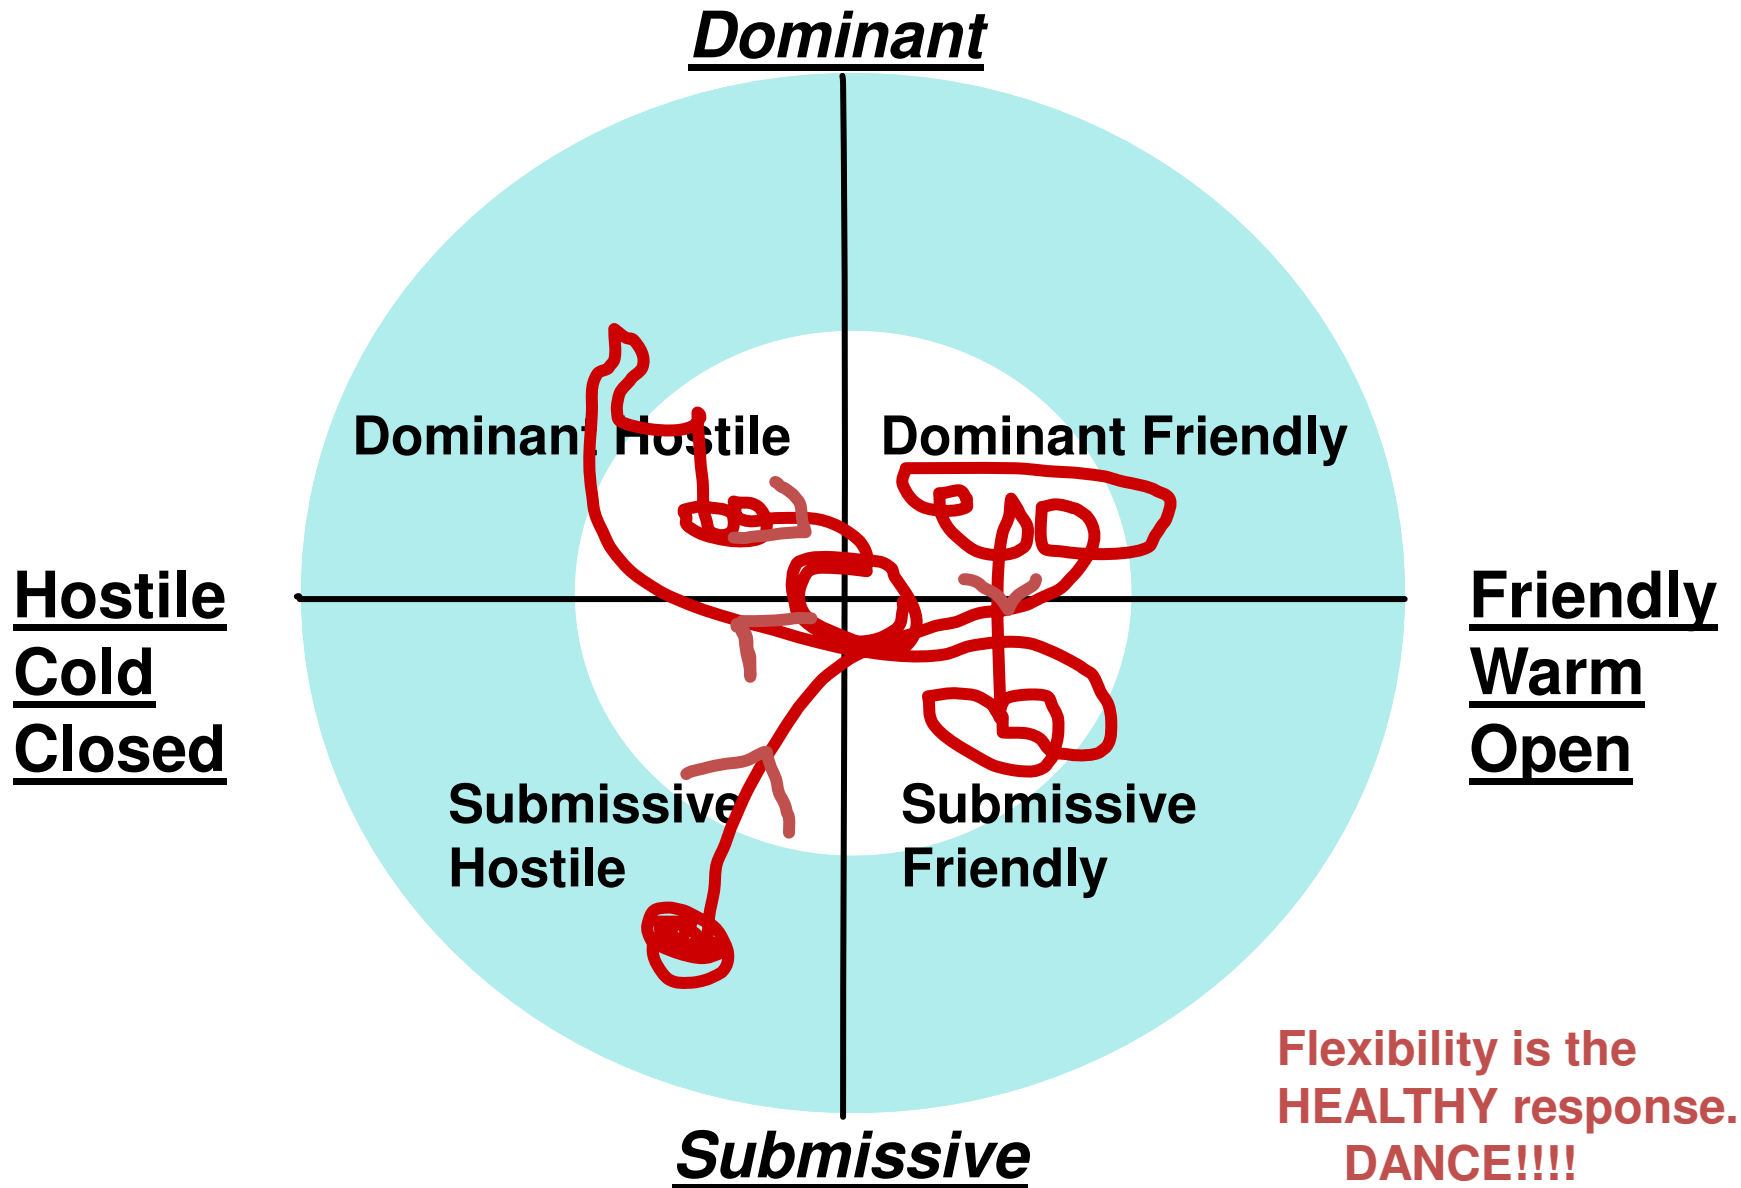 Dominant
Dominant Hostile
Dominant Friendly
Hostile
Cold
Closed
Friendly
Warm
Open
Submissive
Hostile
Submissive
Friendly
Flexibility is the
HEALTHY response.
DANCE!!!!
Submissive